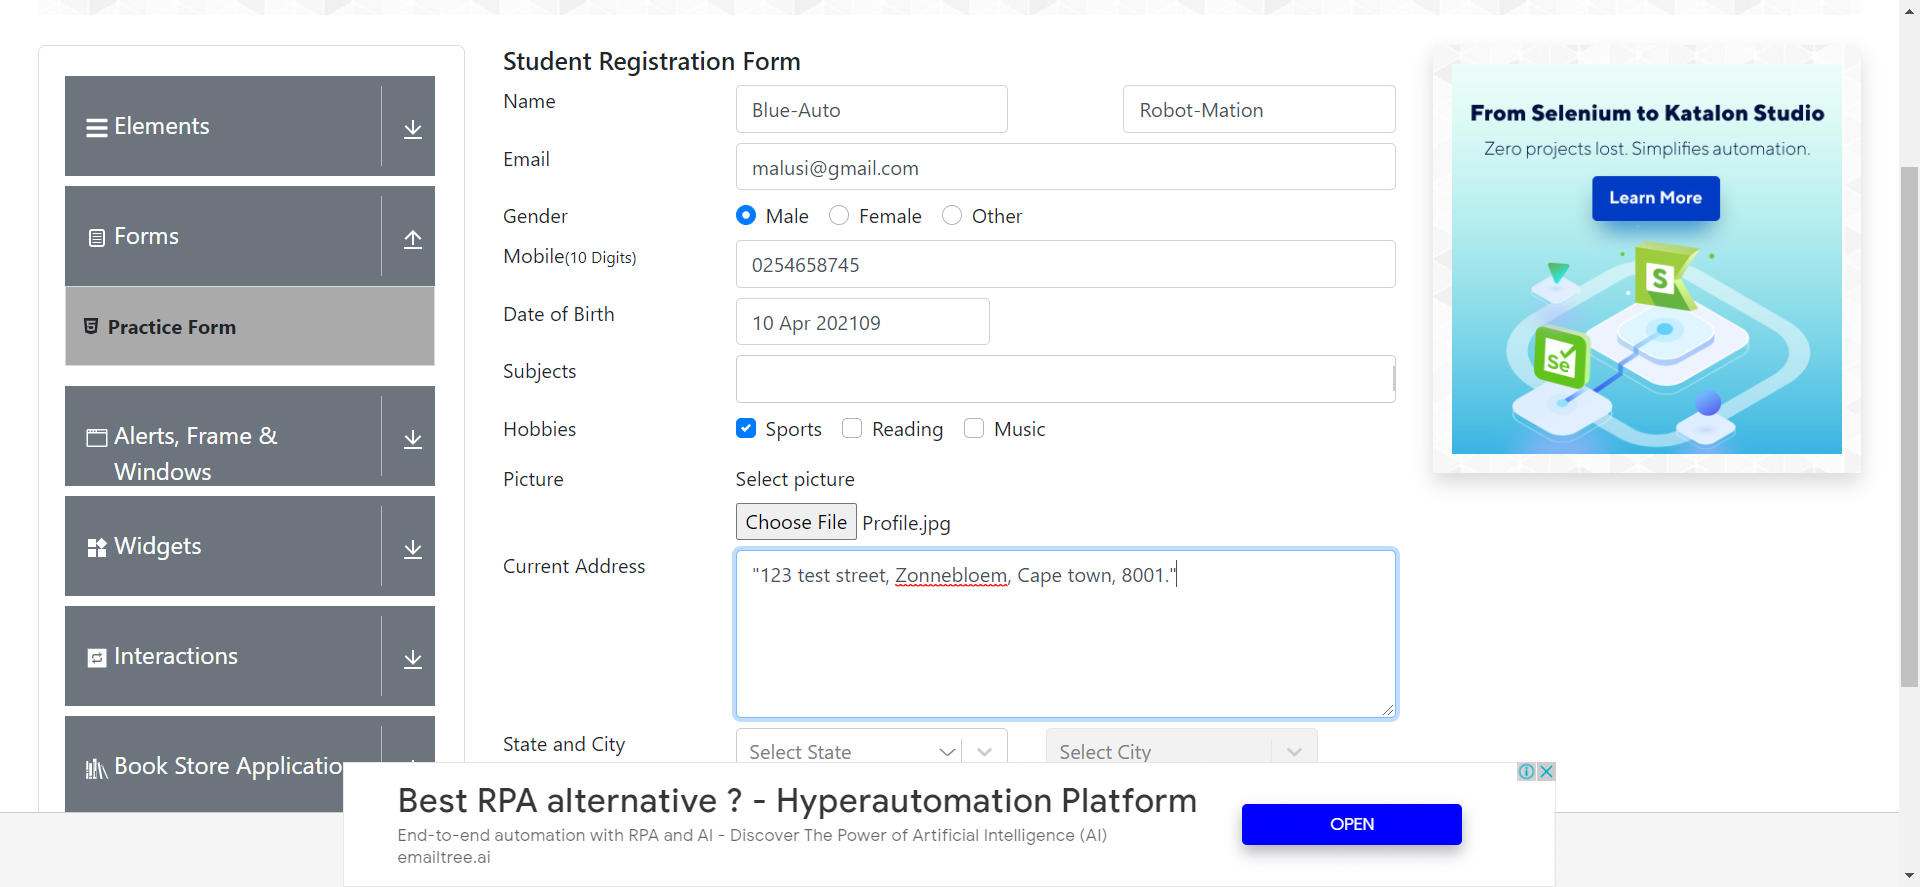 Elements
Forms
Practice Form
Alerts, Frame &
Windows
Widgets
Interactions
Book Store Applicatio
Student Registration Form
Name
Blue-Auto
Robot-Mation
Email
malusi@gmail.com
Gender
Male
Female
Other
Mobile(10 Digits)
0254658745
Date of Birth
10 Apr 202109
Subjects
Hobbies
Sports
Reading
Music
Picture
Select picture
Choose File Profile.jpg
Current Address
"123 test street, Zonnebloem, Cape town, 8001."
State and City
Select State
Select City
From Selenium to Katalon Studio
Zero projects lost. Simplifies automation.
Learn More
S
Se
Best RPA alternative ? - Hyperautomation Platform
End-to-end automation with RPA and AI - Discover The Power of Artificial Intelligence (AI)
emailtree.ai
OPEN